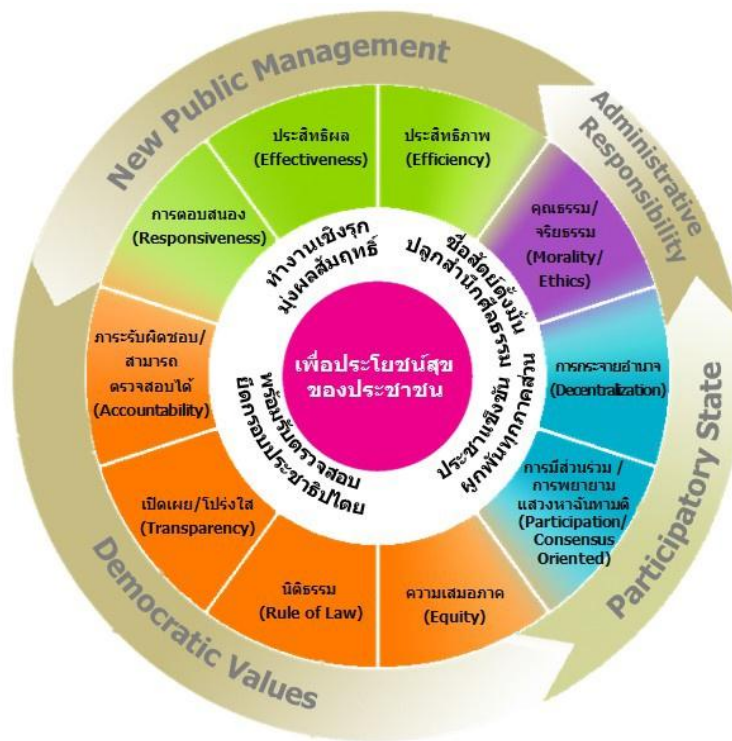 New Public Management
Administrative
Responsibility
Participatory State
Democratic Values
ประสิทธิผล
(Effectiveness)
ประสิทธิภาพ
(Efficiency)
คุณธรรม/
จริยธรรม
(Morality/
Ethics)
การกระจายอำนาจ
(Decentralization)
การมีส่วนร่วม /
การพยายาม
แสวงหาฉันทามติ
(Participation/
Consensus
Oriented)
ความเสมอภาค
(Equity)
นิติธรรม
(Rule of Law)
เปิดเผย/โปร่งใส
(Transparency)
ภาระรับผิดชอบ/
สามารถ
ตรวจสอบได้
(Accountability)
การตอบสนอง
(Responsiveness)
ทำงานเชิงรุก
มุ่งผลสัมฤทธิ์
ซื่อสัตย์ตั้งมั่น
ปลูกสำนึกศีลธรรม
ประชาแข็งขัน
ผูกพันทุกภาคส่วน
พร้อมรับตรวจสอบ
ยึดกรอบประชาธิปไตย
เพื่อประโยชน์สุข
ของประชาชน